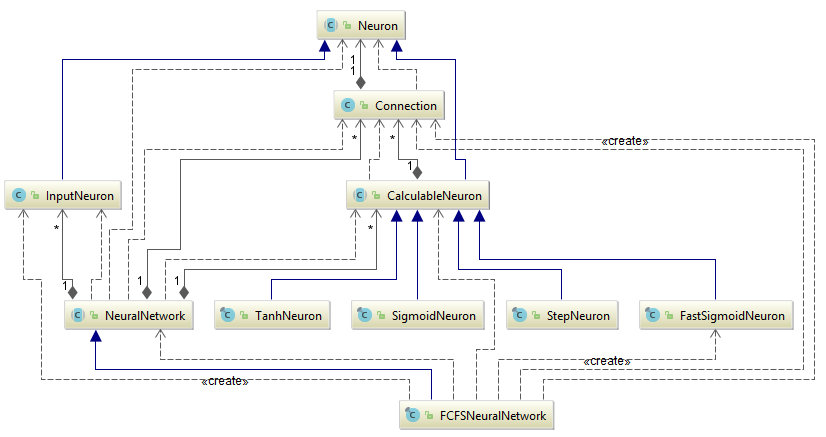 Neuron
1
1
Connection
«create»
*
*
InputNeuron
1
CalculableNeuron
*
*
1
1
1
NeuralNetwork
TanhNeuron
SigmoidNeuron
StepNeuron
FastSigmoidNeuron
«create»
«create»
FCFSNeuralNetwork